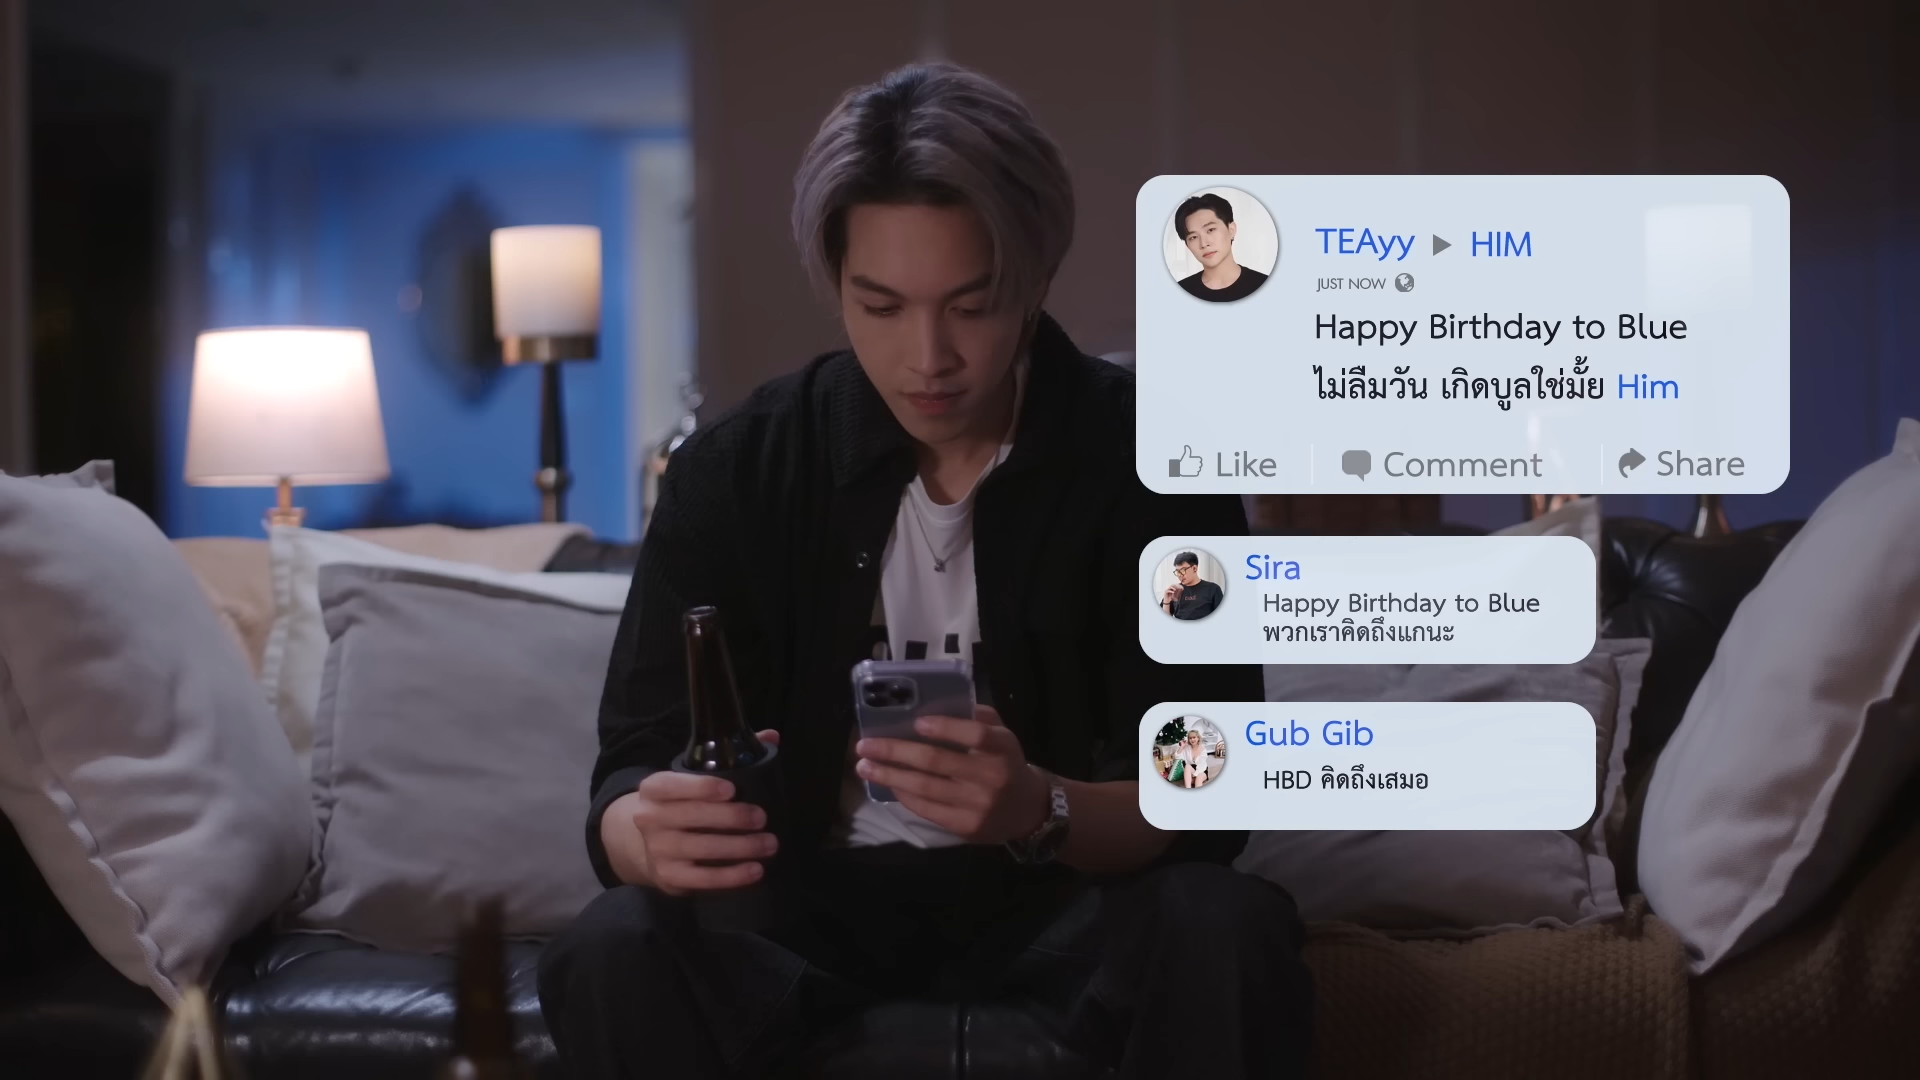 TEAyy ▶ HIM
JUST NOW
Happy Birthday to Blue
ไม่ลืมวัน เกิดบูลใช่มั้ย Him
Like Comment Share
Sira
Happy Birthday to Blue
พวกเราคิดถึงแกนะ
Gub Gib
HBD คิดถึงเสมอ